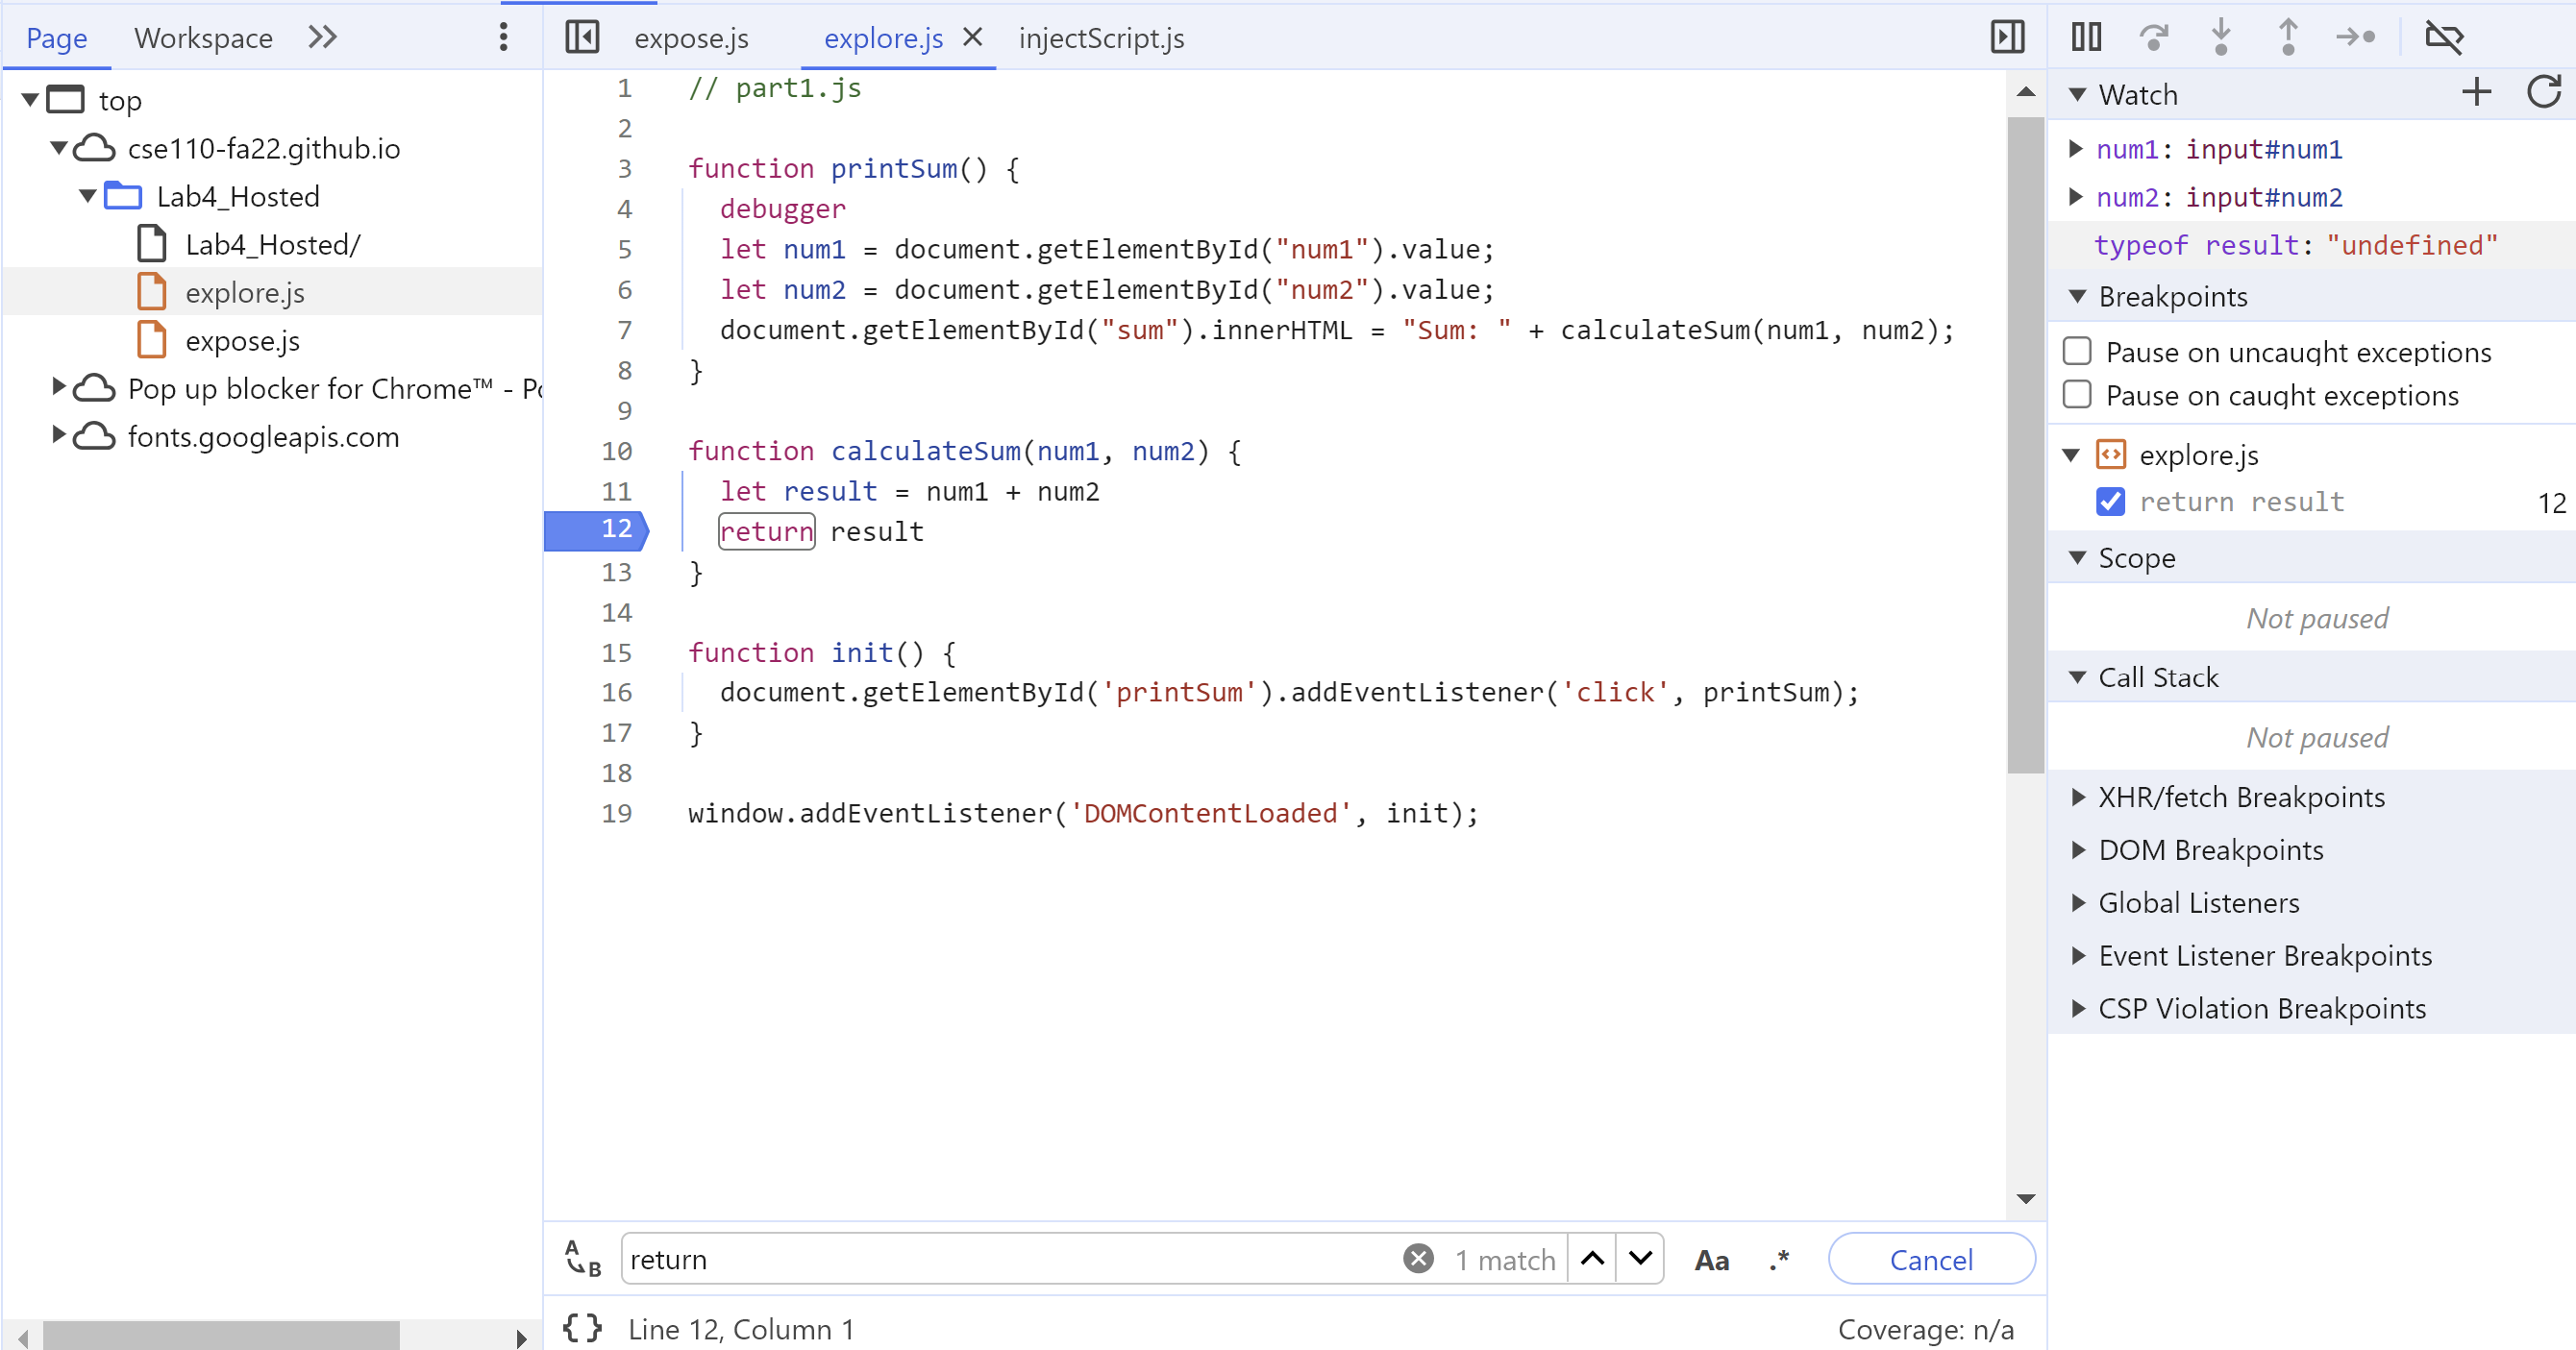 Page Workspace
top
cse110-fa22.github.io
Lab4_Hosted
Lab4_Hosted/
explore.js
expose.js
Pop up blocker for Chrome™ -
fonts.googleapis.com
expose.js explore.js injectScript.js
1 // part1.js
2
3 function printSum() {
4 debugger
5 let num1 = document.getElementById("num1").value;
6 let num2 = document.getElementById("num2").value;
7 document.getElementById("sum").innerHTML = "Sum: " + calculateSum(num1, num2);
8 }
9
10 function calculateSum(num1, num2) {
11 let result = num1 + num2
12 return result
13 }
14
15 function init() {
16 document.getElementById('printSum').addEventListener('click', printSum);
17 }
18
19 window.addEventListener('DOMContentLoaded', init);
A B return 1 match Aa .* Cancel
{} Line 12, Column 1 Coverage: n/a
Watch
num1: input#num1
num2: input#num2
typeof result: "undefined"
Breakpoints
Pause on uncaught exceptions
Pause on caught exceptions
explore.js
return result 12
Scope
Not paused
Call Stack
Not paused
XHR/fetch Breakpoints
DOM Breakpoints
Global Listeners
Event Listener Breakpoints
CSP Violation Breakpoints